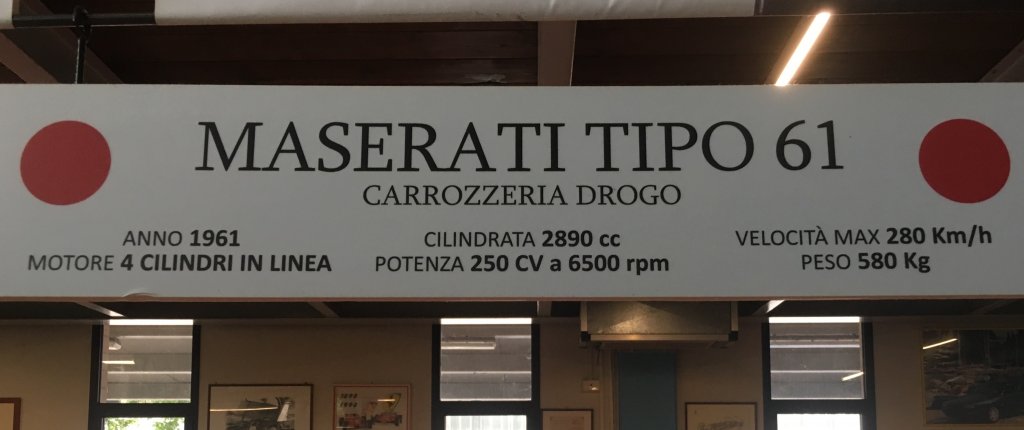 MASERATI TIPO 61
CARROZZERIA DROGO
ANNO 1961
MOTORE 4 CILINDRI IN LINEA
CILINDRATA 2890 cc
POTENZA 250 CV a 6500 rpm
VELOCITÀ MAX 280 Km/h
PESO 580 Kg